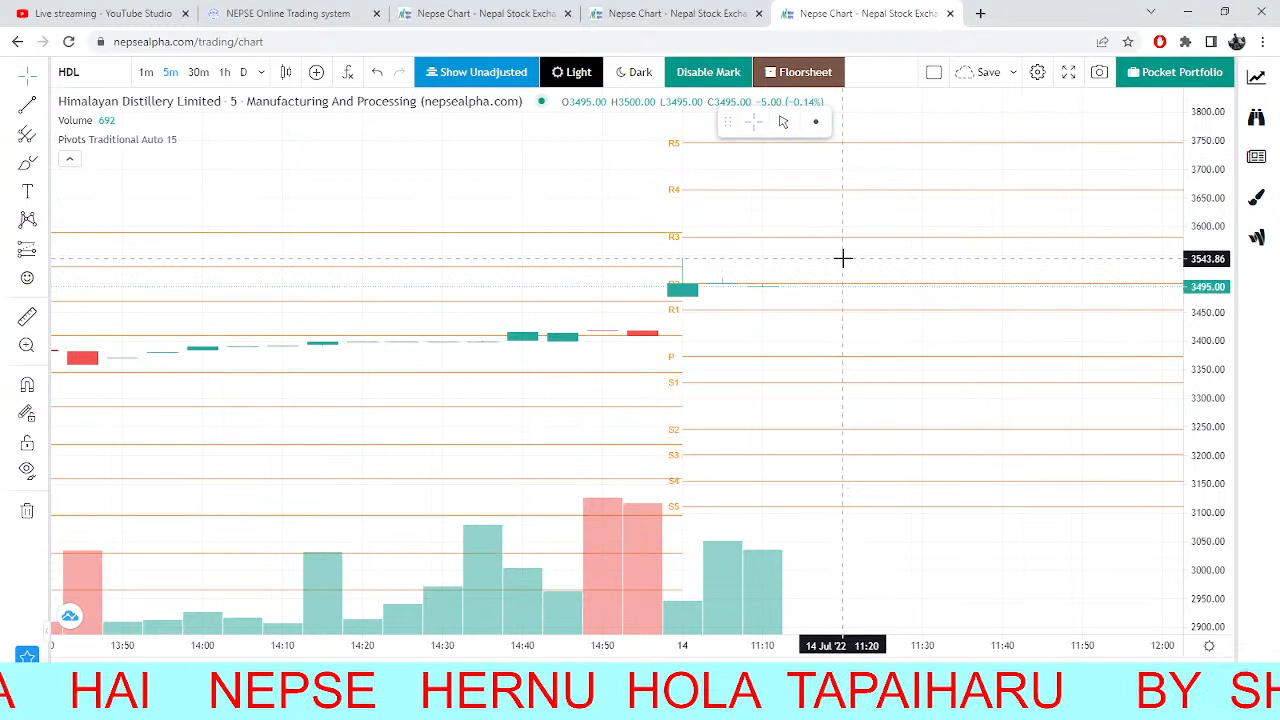 Live streaming - YouTube Studio
NEPSE Online Trading system
Nepse Chart - Nepal Stock Excha
Nepse Chart - Nepal Stock Excha
Nepse Chart - Nepal Stock Excha
nepsealpha.com/trading/chart
HDL 1m 5m 30m 1h D Show Unadjusted Light Dark Disable Mark Floorsheet Save Pocket Portfolio
Himalayan Distillery Limited · 5 · Manufacturing And Processing (nepsealpha.com) O3495.00 H3500.00 L3495.00 C3495.00 -5.00 (-0.14%)
Volume 692
Pivots Traditional Auto 15
R5
R4
R3
R1
P
S1
S2
S3
S4
S5
3800.00
3750.00
3700.00
3650.00
3600.00
3543.86
3495.00
3450.00
3400.00
3350.00
3300.00
3250.00
3200.00
3150.00
3100.00
3050.00
3000.00
2950.00
2900.00
13:50 14:00 14:10 14:20 14:30 14:40 14:50 14 11:10 14 Jul '22 11:20 11:30 11:40 11:50 12:00
A HAI NEPSE HERNU HOLA TAPAIHARU BY SH